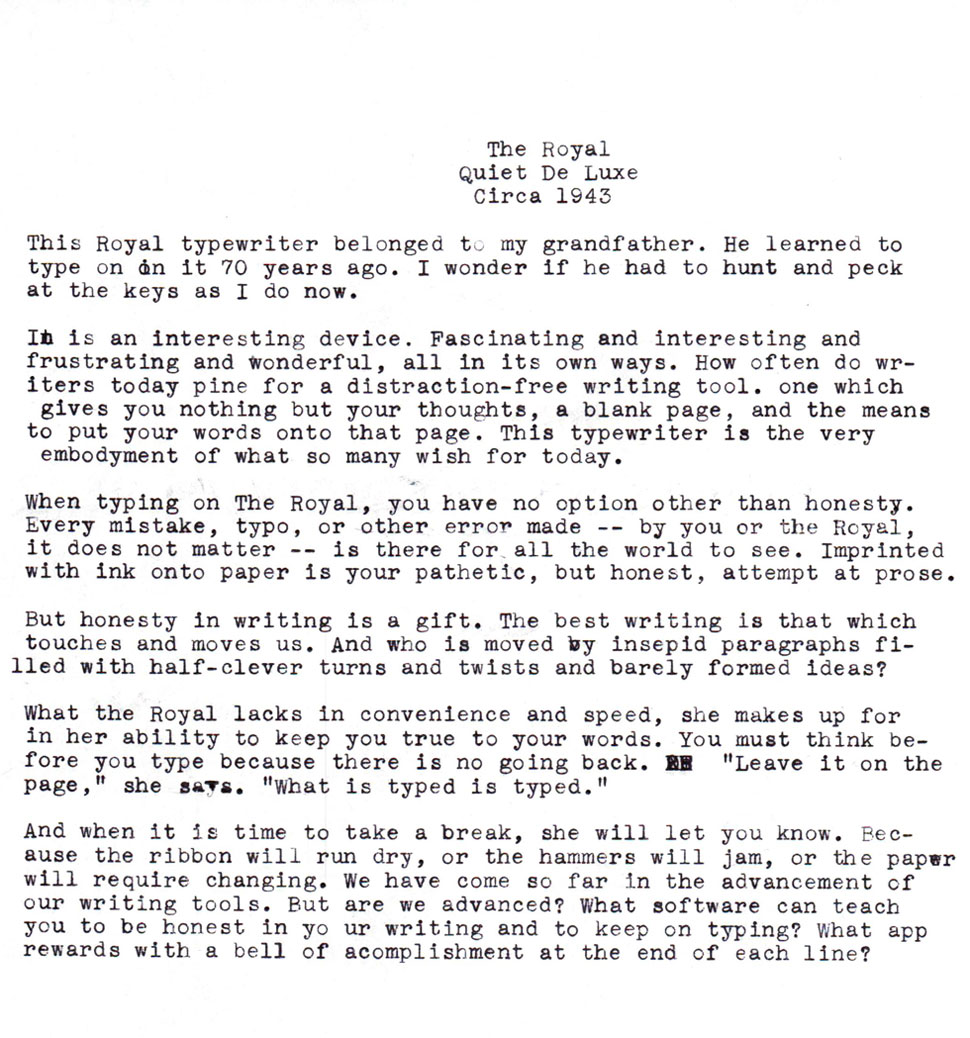 The Royal
Quiet De Luxe
Circa 1943
This Royal typewriter belonged to my grandfather. He learned to
type on on it 70 years ago. I wonder if he had to hunt and peck
at the keys as I do now.
It is an interesting device. Fascinating and interesting and
frustrating and wonderful, all in its own ways. How often do wr-
iters today pine for a distraction-free writing tool. one which
gives you nothing but your thoughts, a blank page, and the means
to put your words onto that page. This typewriter is the very
embodyment of what so many wish for today.
When typing on The Royal, you have no option other than honesty.
Every mistake, typo, or other error made -- by you or the Royal,
it does not matter -- is there for all the world to see. Imprinted
with ink onto paper is your pathetic, but honest, attempt at prose.
But honesty in writing is a gift. The best writing is that which
touches and moves us. And who is moved by insepid paragraphs fi-
lled with half-clever turns and twists and barely formed ideas?
What the Royal lacks in convenience and speed, she makes up for
in her ability to keep you true to your words. You must think be-
fore you type because there is no going back. "Leave it on the
page," she says. "What is typed is typed."
And when it is time to take a break, she will let you know. Bec-
ause the ribbon will run dry, or the hammers will jam, or the papwr
will require changing. We have come so far in the advancement of
our writing tools. But are we advanced? What software can teach
you to be honest in yo ur writing and to keep on typing? What app
rewards with a bell of acomplishment at the end of each line?